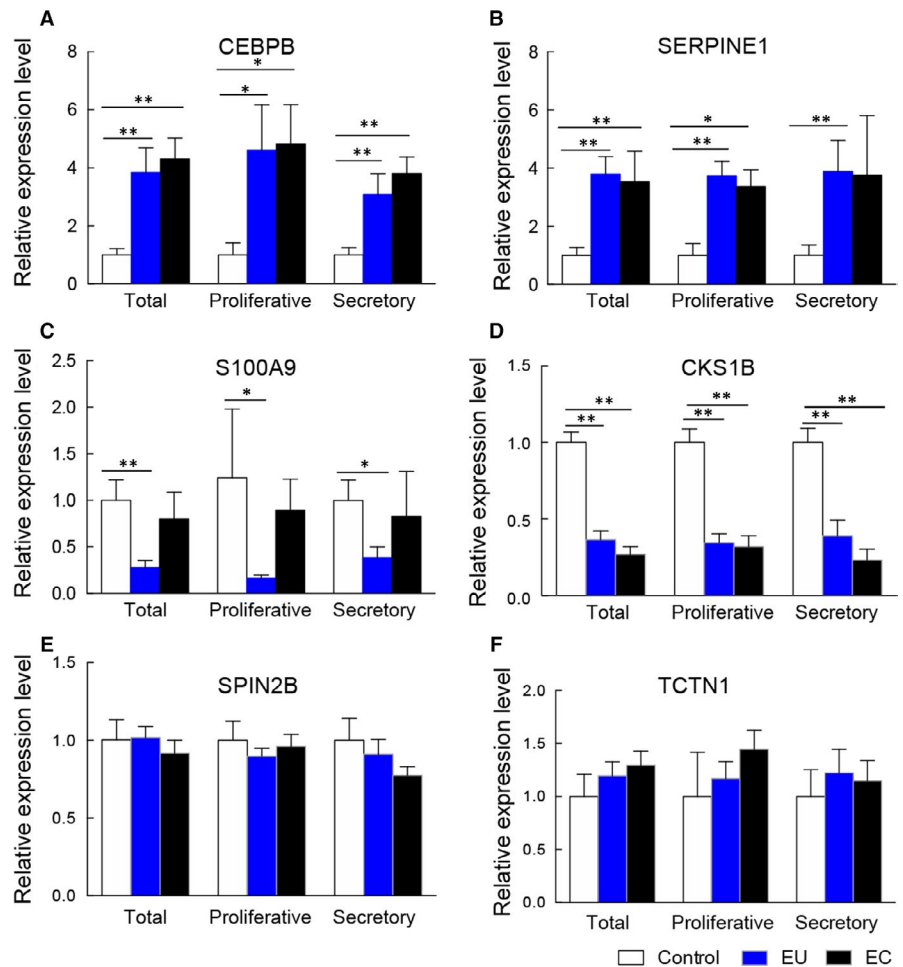 A
CEBPB
Relative expression level
8
6
4
2
0
**
**
*
*
**
**
Total
Proliferative
Secretory
B
SERPINE1
Relative expression level
8
6
4
2
0
**
**
*
**
**
Total
Proliferative
Secretory
C
S100A9
Relative expression level
2.5
2.0
1.5
1.0
0.5
0.0
**
*
*
Total
Proliferative
Secretory
D
CKS1B
Relative expression level
1.5
1.0
0.5
0.0
**
**
**
**
**
**
Total
Proliferative
Secretory
E
SPIN2B
Relative expression level
1.5
1.0
0.5
0.0
Total
Proliferative
Secretory
F
TCTN1
Relative expression level
2.0
1.5
1.0
0.5
0.0
Total
Proliferative
Secretory
Control
EU
EC